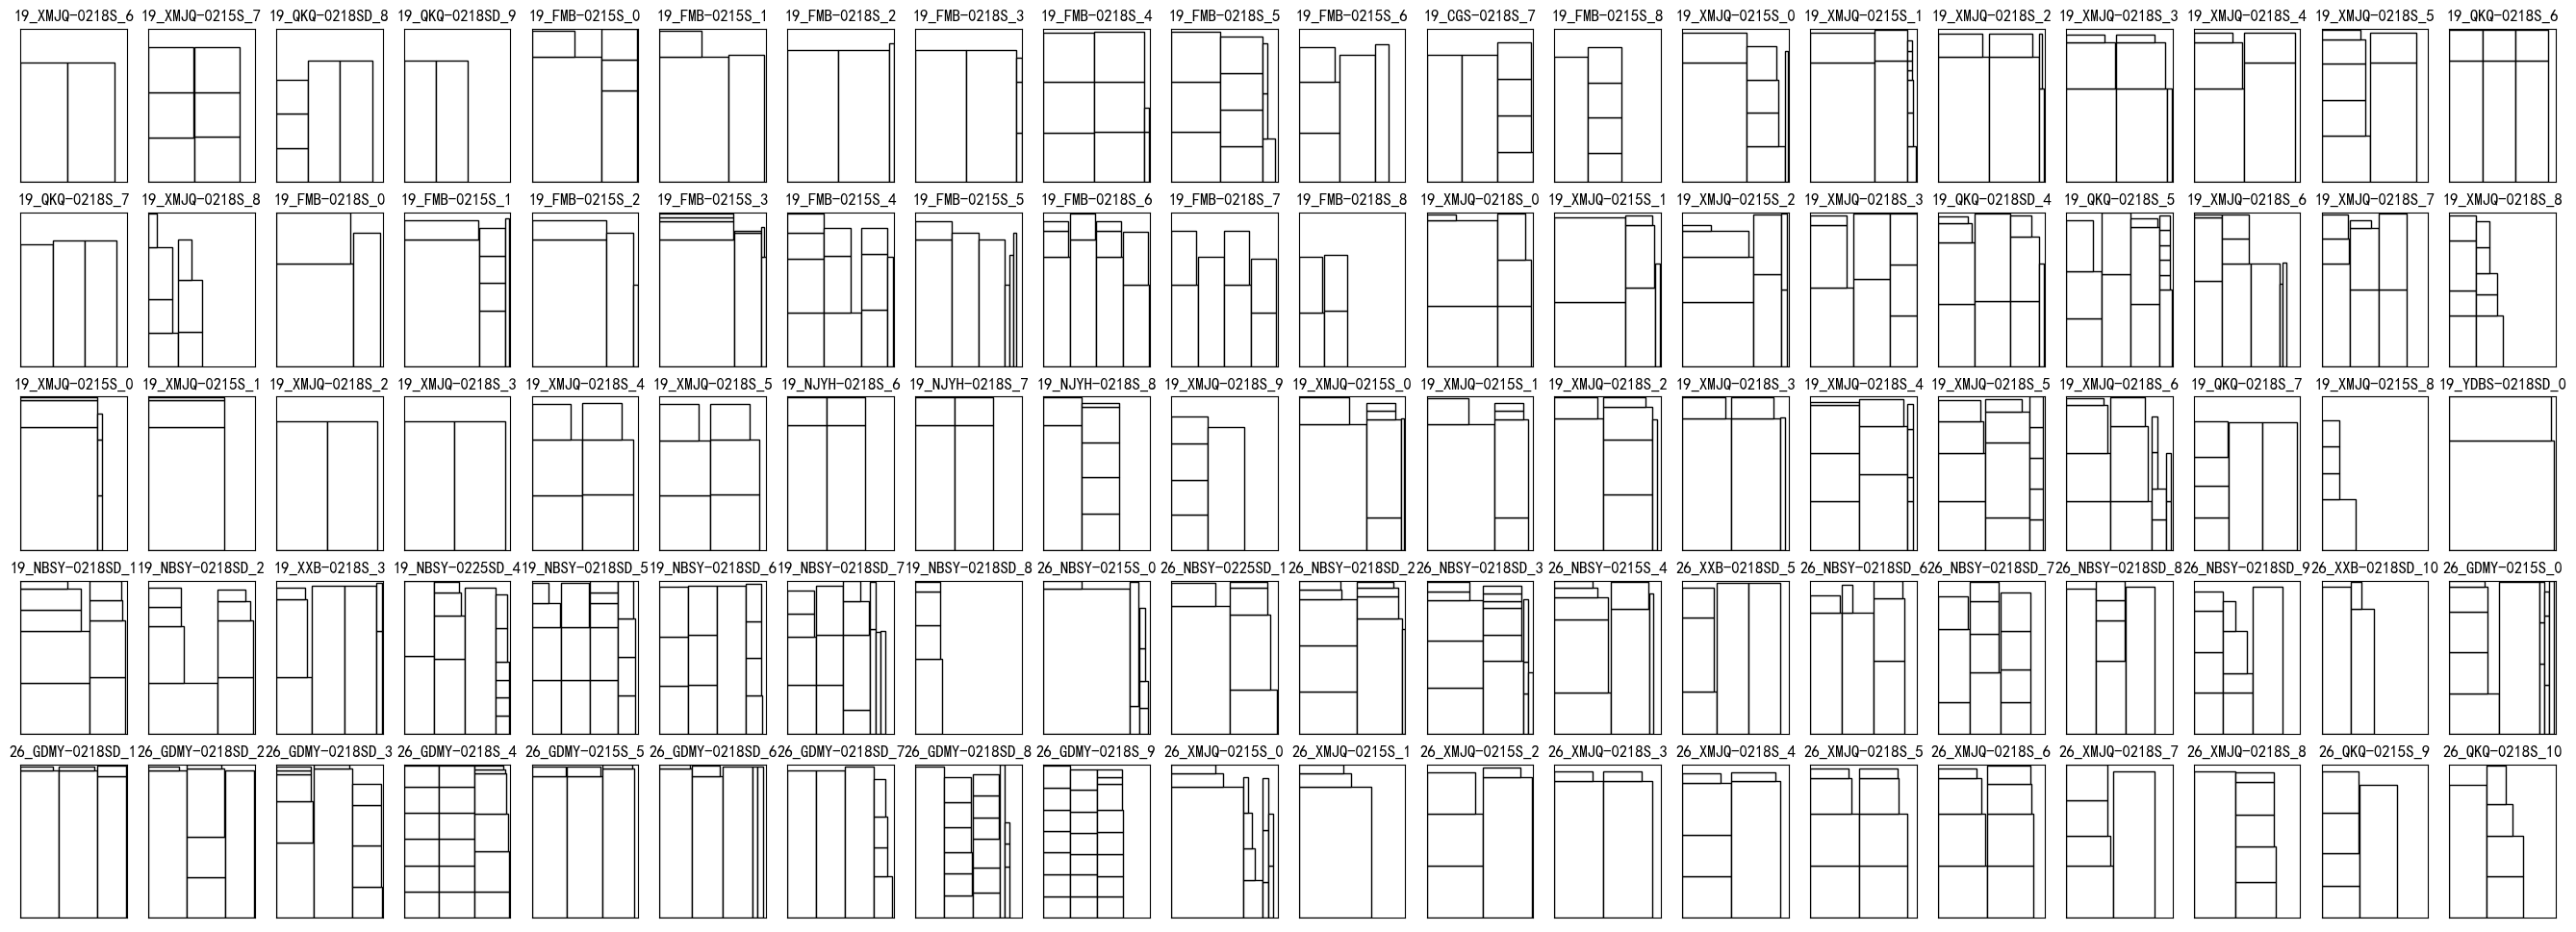 19_XMJQ-0218S_6 19_XMJQ-0215S_7 19_QKQ-0218SD_8 19_QKQ-0218SD_9 19_FMB-0215S_0 19_FMB-0215S_1 19_FMB-0218S_2 19_FMB-0218S_3 19_FMB-0218S_4 19_FMB-0218S_5 19_FMB-0215S_6 19_CGS-0218S_7 19_FMB-0215S_8 19_XMJQ-0215S_0 19_XMJQ-0215S_1 19_XMJQ-0218S_2 19_XMJQ-0218S_3 19_XMJQ-0218S_4 19_XMJQ-0218S_5 19_QKQ-0218S_6
19_QKQ-0218S_7 19_XMJQ-0218S_8 19_FMB-0218S_0 19_FMB-0215S_1 19_FMB-0215S_2 19_FMB-0215S_3 19_FMB-0215S_4 19_FMB-0215S_5 19_FMB-0218S_6 19_FMB-0218S_7 19_FMB-0218S_8 19_XMJQ-0218S_0 19_XMJQ-0215S_1 19_XMJQ-0215S_2 19_XMJQ-0218S_3 19_QKQ-0218SD_4 19_QKQ-0218S_5 19_XMJQ-0218S_6 19_XMJQ-0218S_7 19_XMJQ-0218S_8
19_XMJQ-0215S_0 19_XMJQ-0215S_1 19_XMJQ-0218S_2 19_XMJQ-0218S_3 19_XMJQ-0218S_4 19_XMJQ-0218S_5 19_NJYH-0218S_6 19_NJYH-0218S_7 19_NJYH-0218S_8 19_XMJQ-0218S_9 19_XMJQ-0215S_0 19_XMJQ-0215S_1 19_XMJQ-0218S_2 19_XMJQ-0218S_3 19_XMJQ-0218S_4 19_XMJQ-0218S_5 19_XMJQ-0218S_6 19_QKQ-0218S_7 19_XMJQ-0215S_8 19_YDBS-0218SD_0
19_NBSY-0218SD_1 19_NBSY-0218SD_2 19_XXB-0218S_3 19_NBSY-0225SD_4 19_NBSY-0218SD_5 19_NBSY-0218SD_6 19_NBSY-0218SD_7 19_NBSY-0218SD_8 26_NBSY-0215S_0 26_NBSY-0225SD_1 26_NBSY-0218SD_2 26_NBSY-0218SD_3 26_NBSY-0215S_4 26_XXB-0218SD_5 26_NBSY-0218SD_6 26_NBSY-0218SD_7 26_NBSY-0218SD_8 26_NBSY-0218SD_9 26_XXB-0218SD_10 26_GDMY-0215S_0
26_GDMY-0218SD_1 26_GDMY-0218SD_2 26_GDMY-0218SD_3 26_GDMY-0218S_4 26_GDMY-0215S_5 26_GDMY-0218SD_6 26_GDMY-0218SD_7 26_GDMY-0218SD_8 26_GDMY-0218S_9 26_XMJQ-0215S_0 26_XMJQ-0215S_1 26_XMJQ-0215S_2 26_XMJQ-0218S_3 26_XMJQ-0218S_4 26_XMJQ-0218S_5 26_XMJQ-0218S_6 26_XMJQ-0218S_7 26_XMJQ-0218S_8 26_QKQ-0215S_9 26_QKQ-0218S_10